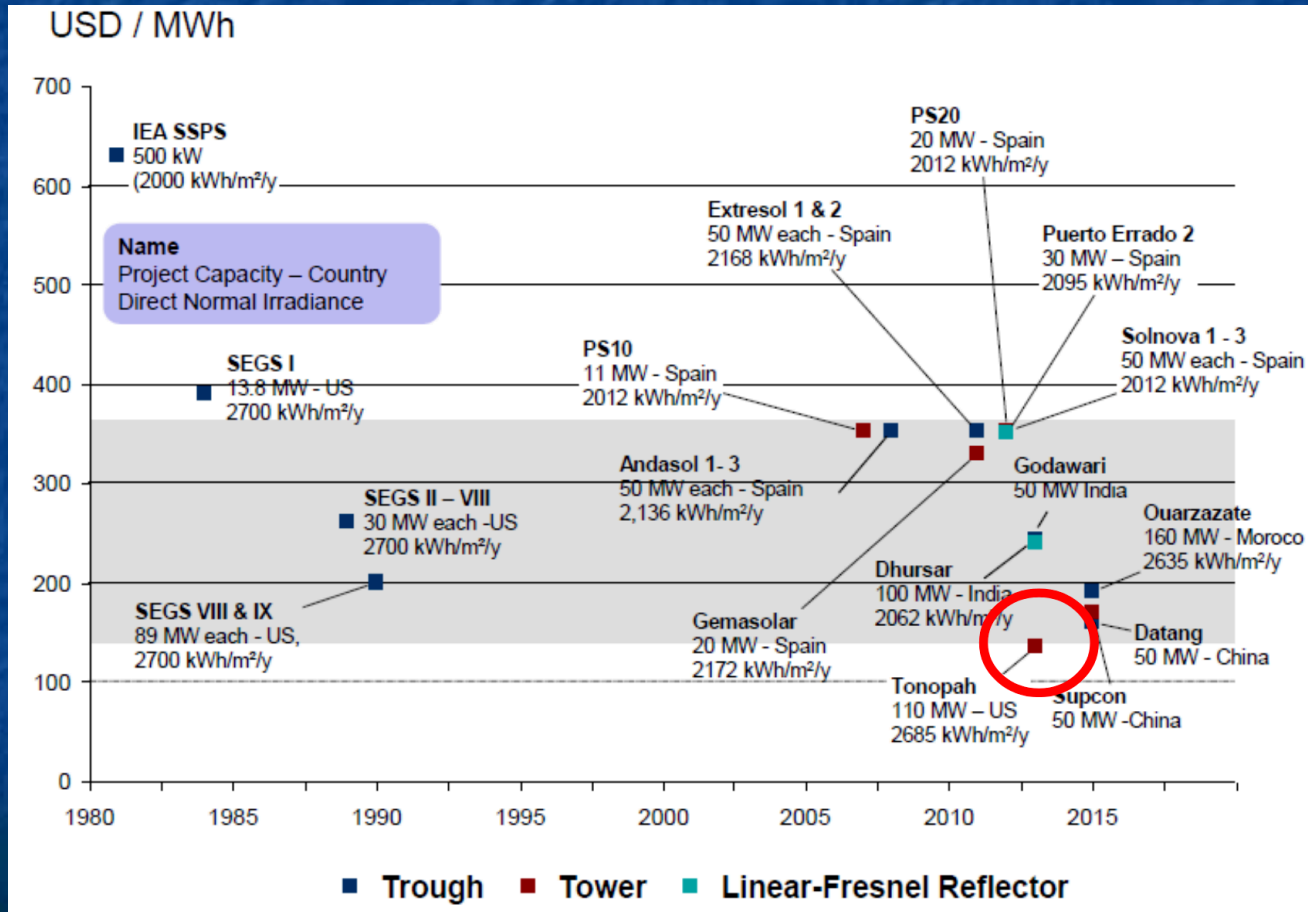 USD / MWh
700
600
500
400
300
200
100
0
IEA SSPS
500 kW
(2000 kWh/m²/y
Name
Project Capacity – Country
Direct Normal Irradiance
SEGS I
13.8 MW - US
2700 kWh/m²/y
SEGS II – VIII
30 MW each -US
2700 kWh/m²/y
SEGS VIII & IX
89 MW each - US,
2700 kWh/m²/y
PS10
11 MW - Spain
2012 kWh/m²/y
Andasol 1- 3
50 MW each - Spain
2,136 kWh/m²/y
Extresol 1 & 2
50 MW each - Spain
2168 kWh/m²/y
PS20
20 MW - Spain
2012 kWh/m²/y
Puerto Errado 2
30 MW – Spain
2095 kWh/m²/y
Solnova 1 - 3
50 MW each - Spain
2012 kWh/m²/y
Gemasolar
20 MW - Spain
2172 kWh/m²/y
Godawari
50 MW India
Dhursar
100 MW - India
2062 kWh/m²/y
Ouarzazate
160 MW - Moroco
2635 kWh/m²/y
Datang
50 MW - China
Tonopah
110 MW – US
2685 kWh/m²/y
Supcon
50 MW -China
1980
1985
1990
1995
2000
2005
2010
2015
Trough
Tower
Linear-Fresnel Reflector